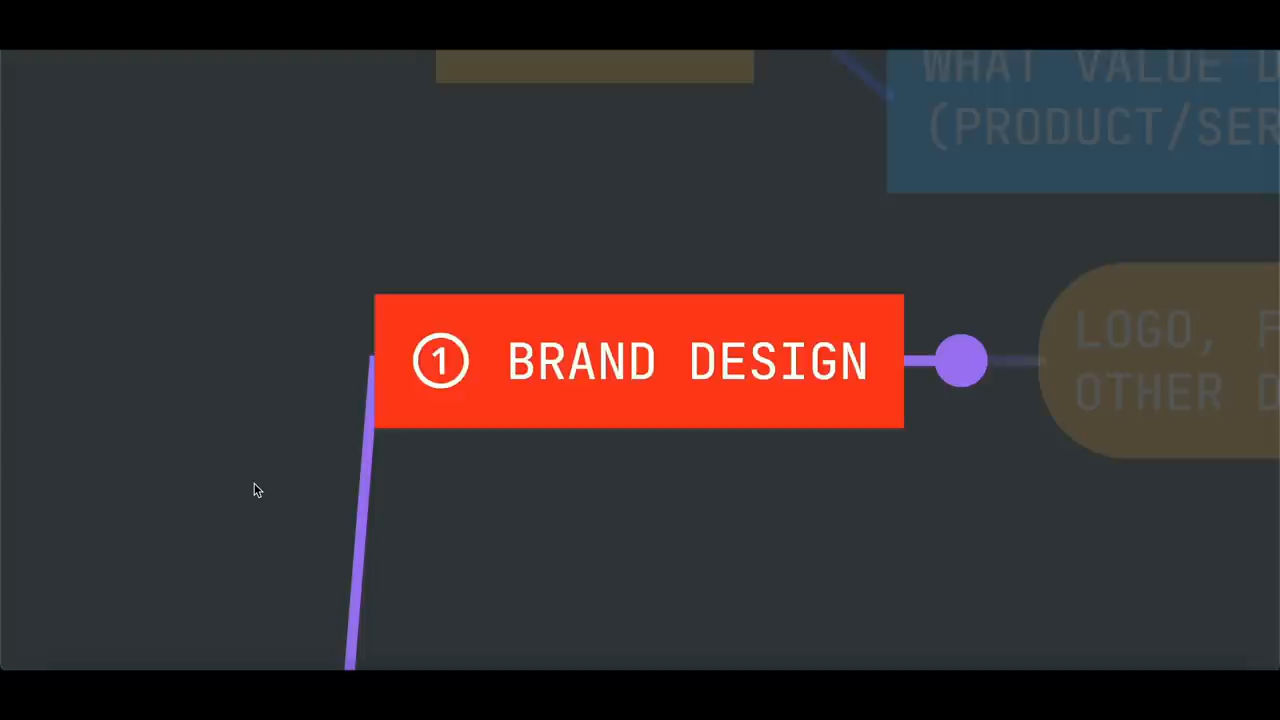 WHAT VALUE
(PRODUCT/SER
① BRAND DESIGN
LOGO,
OTHER